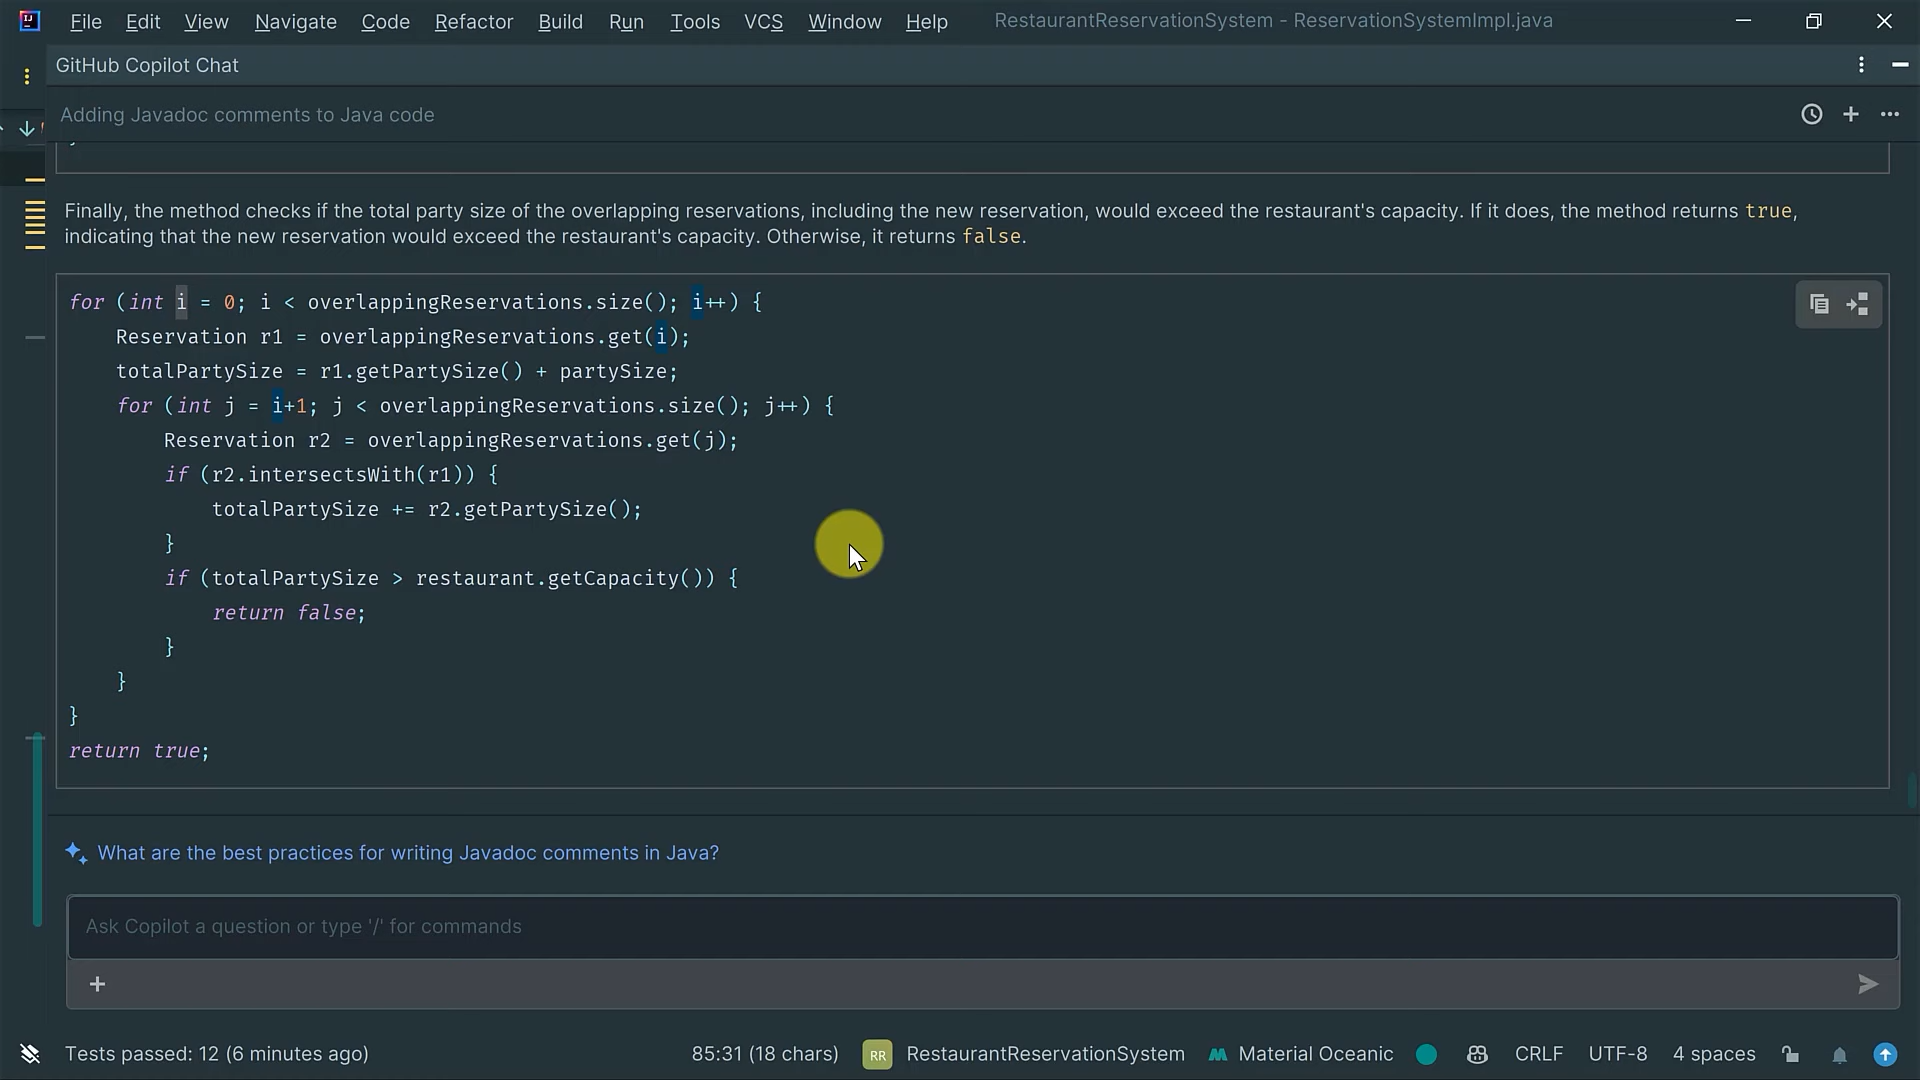 File Edit View Navigate Code Refactor Build Run Tools VCS Window Help RestaurantReservationSystem - ReservationSystemImpl.java
GitHub Copilot Chat
Adding Javadoc comments to Java code
Finally, the method checks if the total party size of the overlapping reservations, including the new reservation, would exceed the restaurant's capacity. If it does, the method returns true,
indicating that the new reservation would exceed the restaurant's capacity. Otherwise, it returns false.
for (int i = 0; i < overlappingReservations.size(); i++) {
    Reservation r1 = overlappingReservations.get(i);
    totalPartySize = r1.getPartySize() + partySize;
    for (int j = i+1; j < overlappingReservations.size(); j++) {
        Reservation r2 = overlappingReservations.get(j);
        if (r2.intersectsWith(r1)) {
            totalPartySize += r2.getPartySize();
        }
        if (totalPartySize > restaurant.getCapacity()) {
            return false;
        }
    }
}
return true;
What are the best practices for writing Javadoc comments in Java?
Ask Copilot a question or type '/' for commands
Tests passed: 12 (6 minutes ago) 85:31 (18 chars) RR RestaurantReservationSystem Material Oceanic CRLF UTF-8 4 spaces